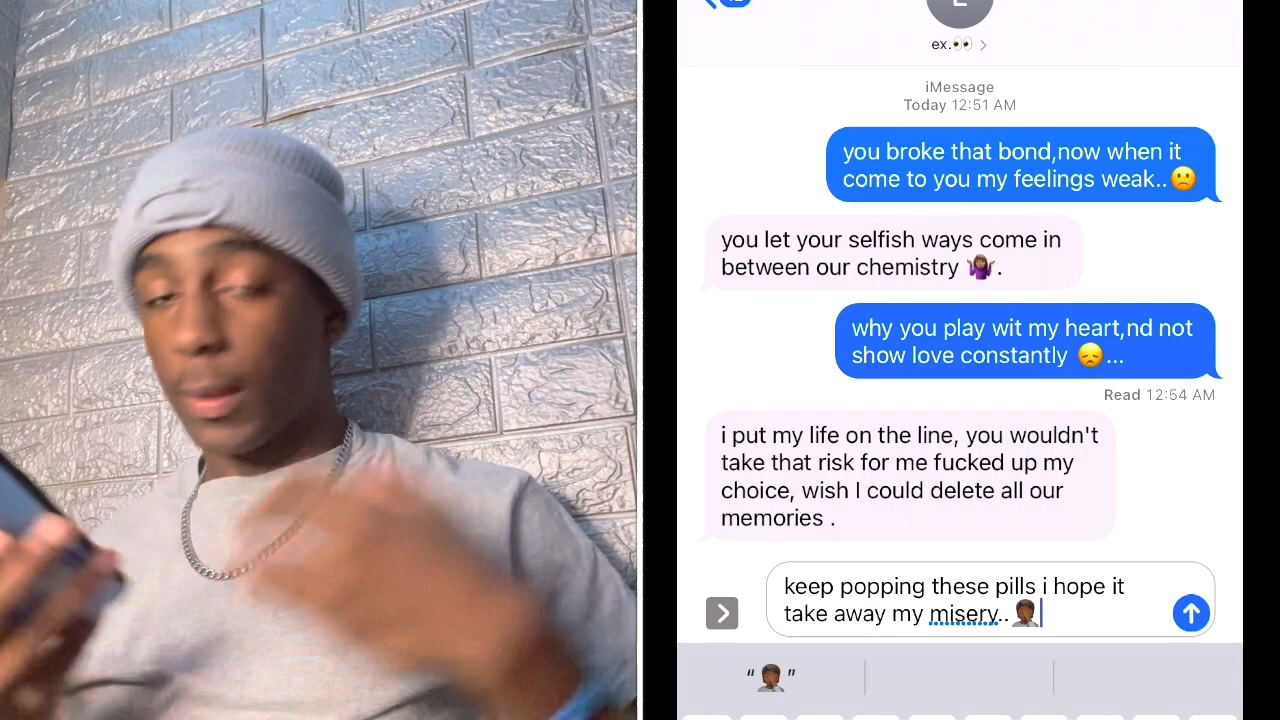 ex.👀 >
iMessage
Today 12:51 AM
you broke that bond,now when it
come to you my feelings weak..🙁
you let your selfish ways come in
between our chemistry 🤷🏾‍♀️.
why you play wit my heart,nd not
show love constantly 😞...
Read 12:54 AM
i put my life on the line, you wouldn't
take that risk for me fucked up my
choice, wish I could delete all our
memories .
keep popping these pills i hope it
take away my misery..🤦🏾‍♂️
“🤦🏾‍♂️”